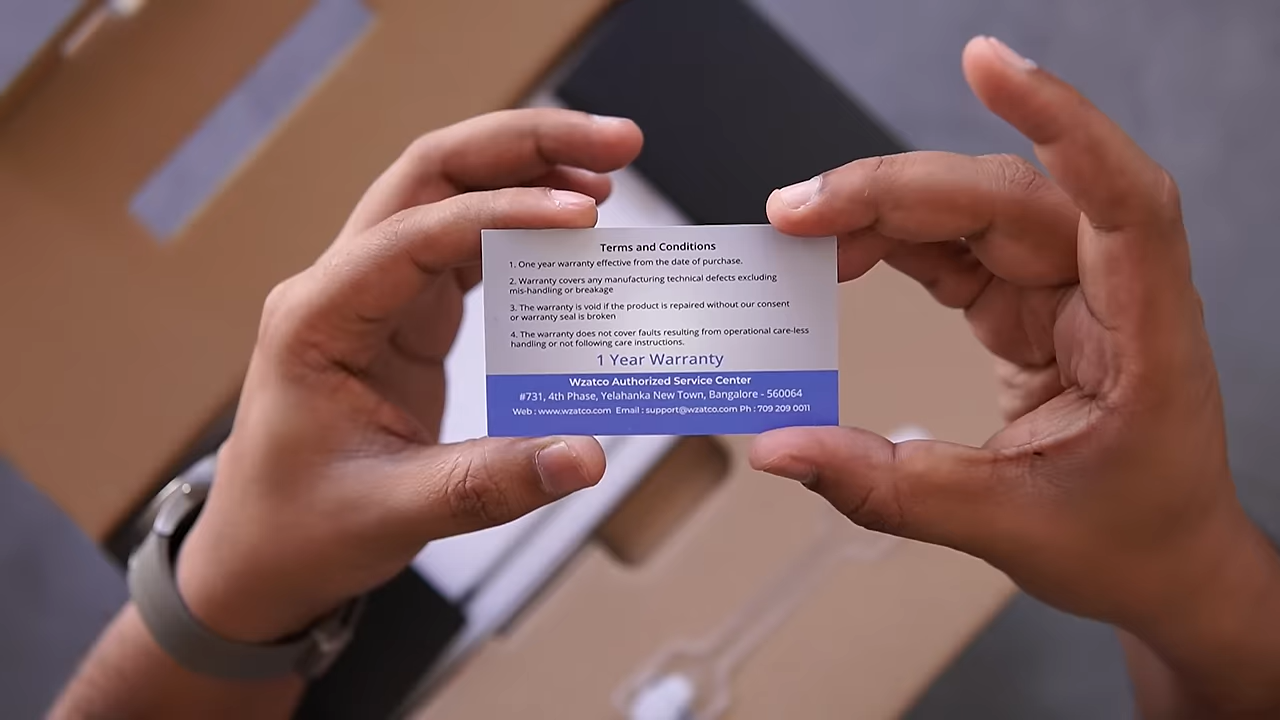 Terms and Conditions
1. One year warranty effective from the date of purchase.
2. Warranty covers any manufacturing technical defects excluding
mis-handling or breakage
3. The warranty is void if the product is repaired without our consent
or warranty seal is broken
4. The warranty does not cover faults resulting from operational care-less
handling or not following care instructions.
1 Year Warranty
Wzatco Authorized Service Center
#731, 4th Phase, Yelahanka New Town, Bangalore - 560064
Web : www.wzatco.com Email : support@wzatco.com Ph : 709 209 0011